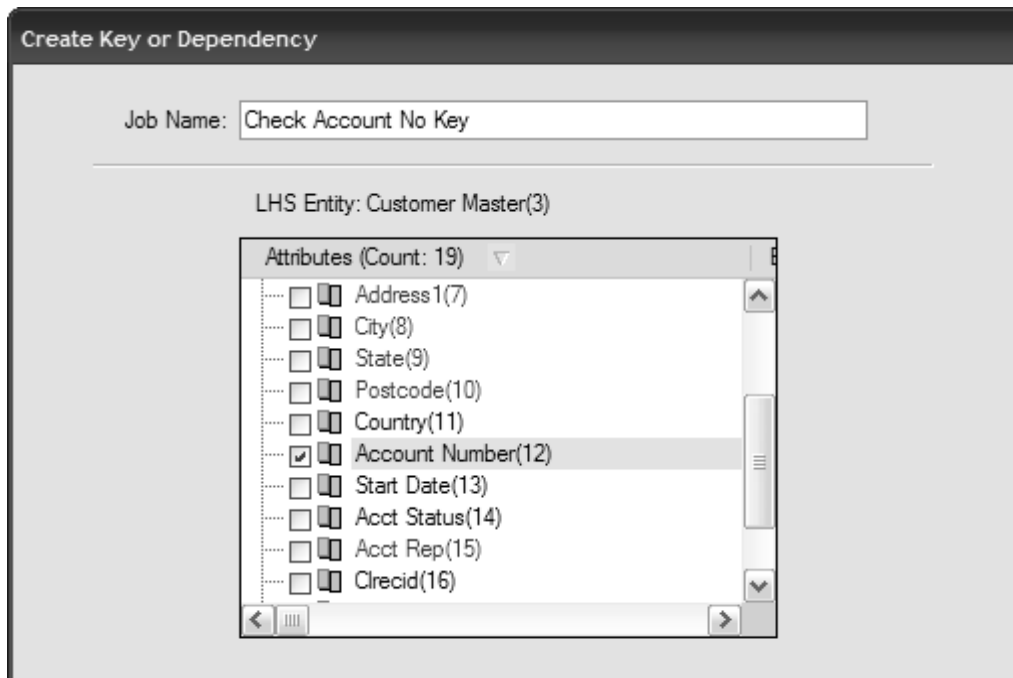 Create Key or Dependency
Job Name: Check Account No Key
LHS Entity: Customer Master(3)
Attributes (Count: 19)
Address1(7)
City(8)
State(9)
Postcode(10)
Country(11)
Account Number(12)
Start Date(13)
Acct Status(14)
Acct Rep(15)
Clrecid(16)